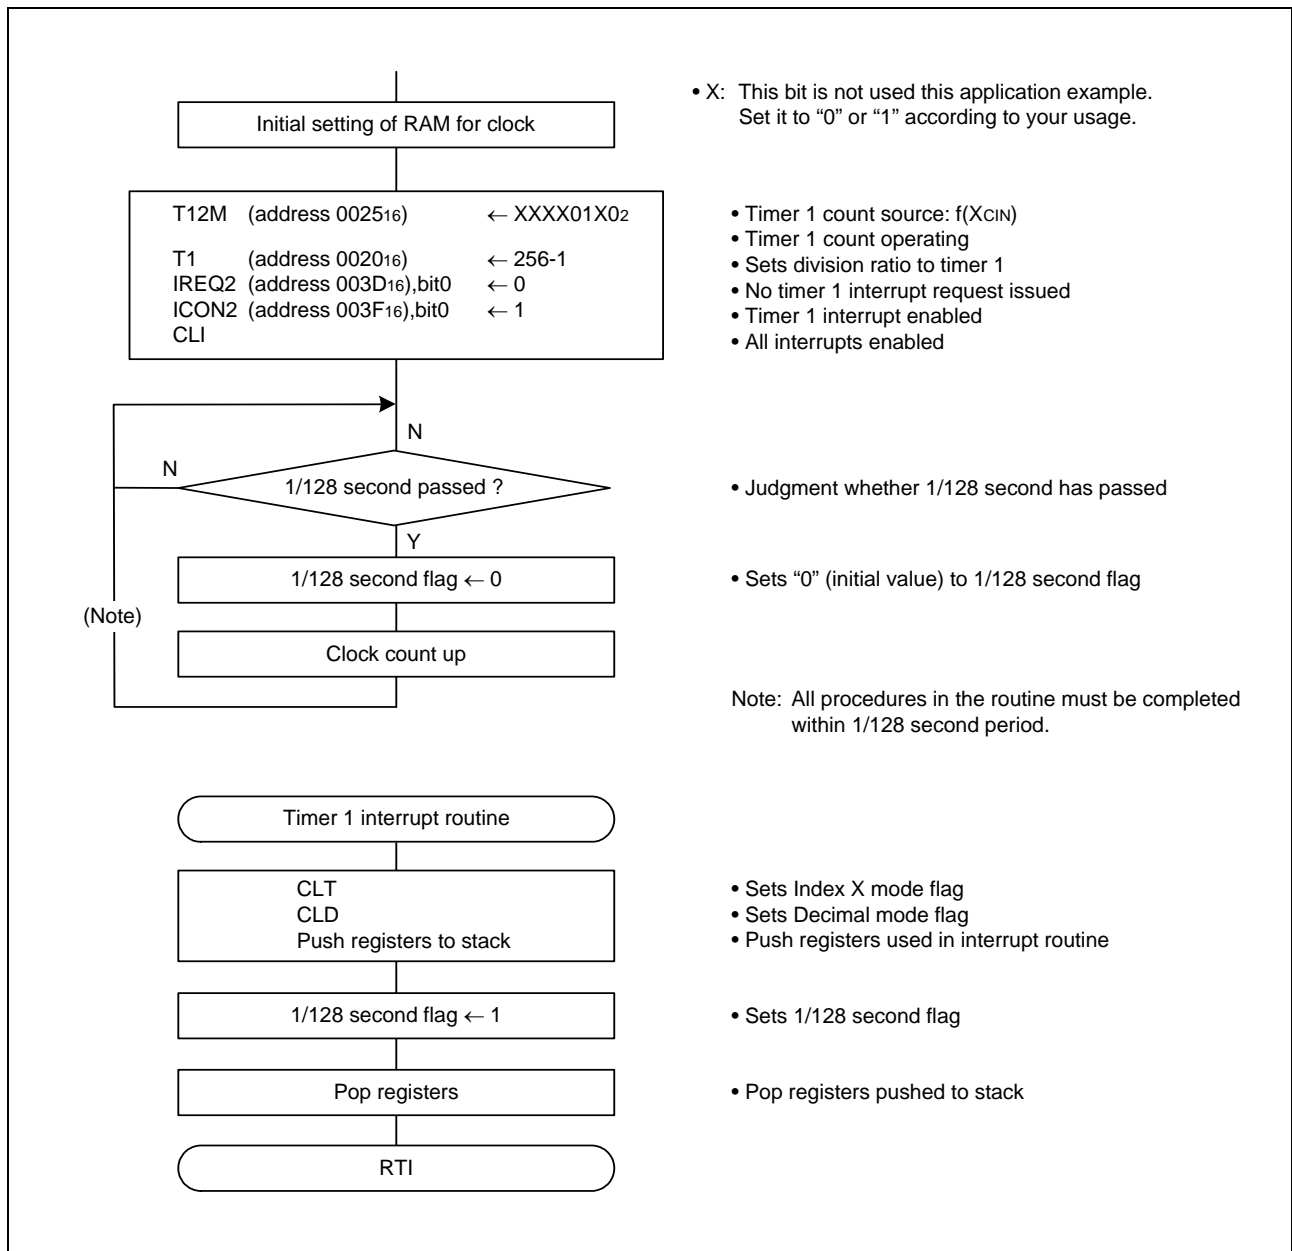 • X: This bit is not used this application example.
Set it to “0” or “1” according to your usage.
Initial setting of RAM for clock
T12M (address 002516) ← XXXX01X02
T1 (address 002016) ← 256-1
IREQ2 (address 003D16),bit0 ← 0
ICON2 (address 003F16),bit0 ← 1
CLI
• Timer 1 count source: f(XCIN)
• Timer 1 count operating
• Sets division ratio to timer 1
• No timer 1 interrupt request issued
• Timer 1 interrupt enabled
• All interrupts enabled
N
N
1/128 second passed ?
• Judgment whether 1/128 second has passed
Y
1/128 second flag ← 0
• Sets “0” (initial value) to 1/128 second flag
(Note)
Clock count up
Note: All procedures in the routine must be completed
within 1/128 second period.
Timer 1 interrupt routine
CLT
CLD
Push registers to stack
• Sets Index X mode flag
• Sets Decimal mode flag
• Push registers used in interrupt routine
1/128 second flag ← 1
• Sets 1/128 second flag
Pop registers
• Pop registers pushed to stack
RTI